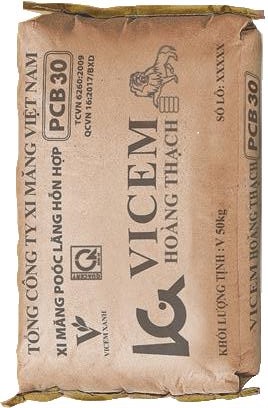 TỔNG CÔNG TY XI MĂNG VIỆT NAM
XI MĂNG POÓC LĂNG HỖN HỢP
PCB 30
TCVN 6260:2009
QCVN 16:2017/BXD
QUACERT
VICEM XANH
VICEM
HOÀNG THẠCH
KHỐI LƯỢNG TỊNH : V 50kg
SỐ LÔ: XXXXX
VICEM HOÀNG THẠCH
PCB 30